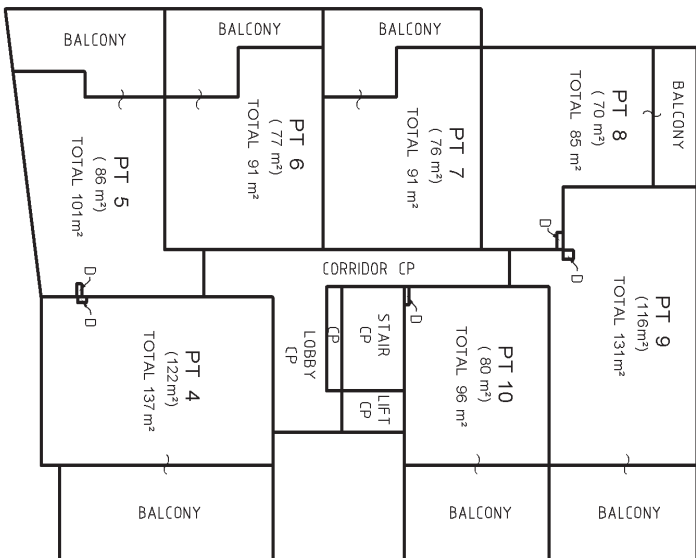 BALCONY
BALCONY
BALCONY
BALCONY
PT 5
( 86 m²)
TOTAL 101m²
PT 6
( 77 m²)
TOTAL 91 m²
PT 7
( 76 m²)
TOTAL 91 m²
PT 8
( 70 m²)
TOTAL 85 m²
D
D
D
D
CORRIDOR CP
PT 9
(116m²)
TOTAL 131m²
D
PT 4
(122m²)
TOTAL 137 m²
LOBBY
CP
CP
STAIR
CP
LIFT
CP
PT 10
( 80 m²)
TOTAL 96 m²
BALCONY
BALCONY
BALCONY